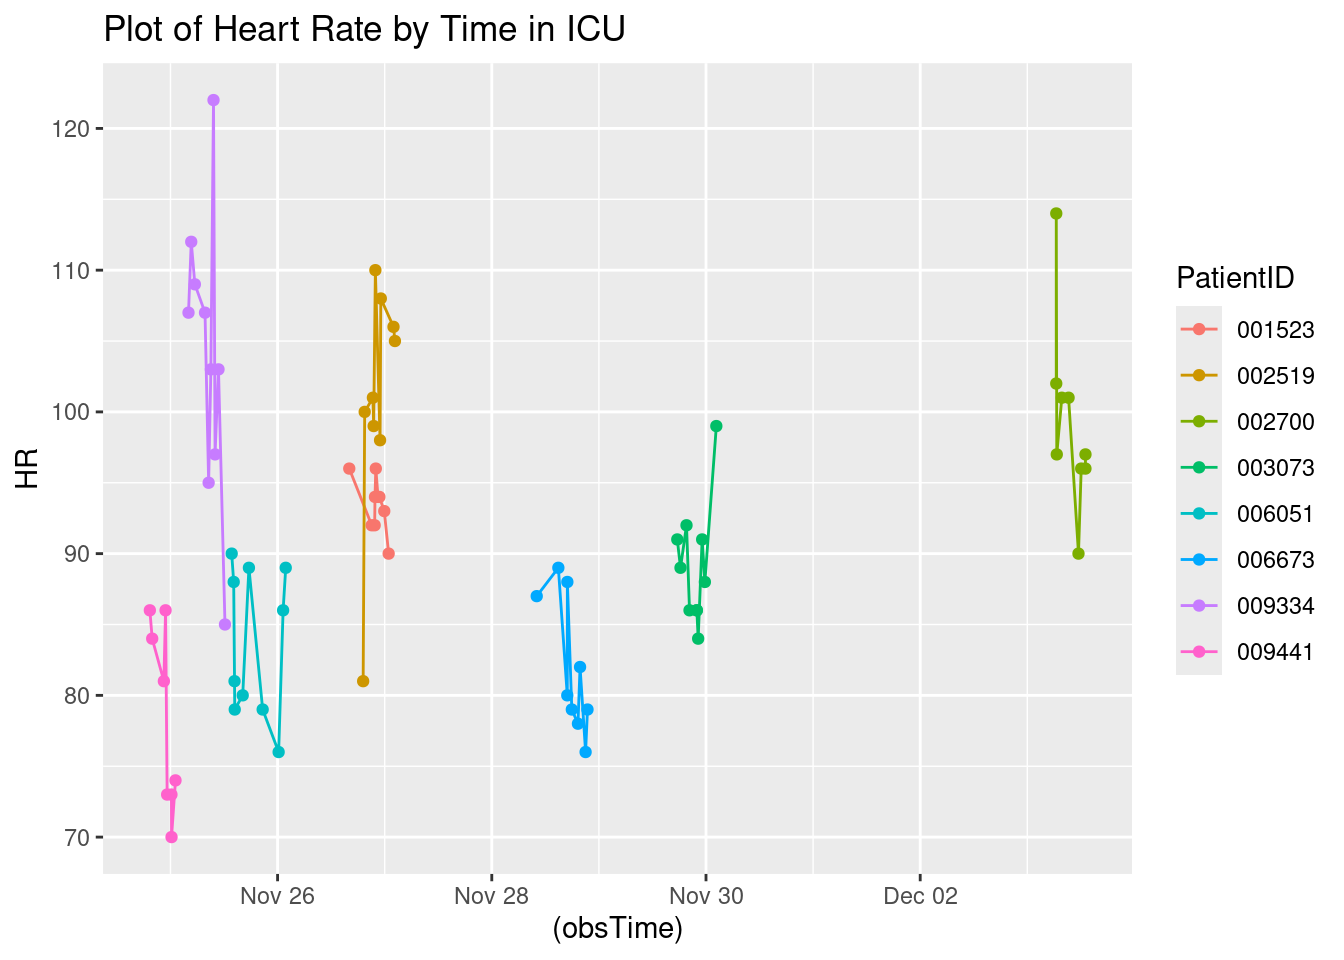 Plot of Heart Rate by Time in ICU
120
110
100
90
80
70
HR
Nov 26
Nov 28
Nov 30
Dec 02
(obsTime)
PatientID
001523
002519
002700
003073
006051
006673
009334
009441